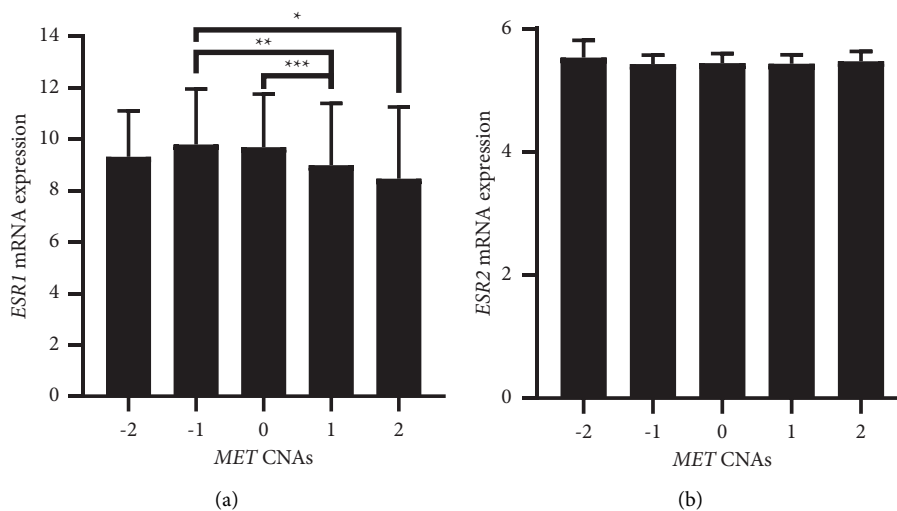 14
12
10
8
6
4
2
0
ESR1 mRNA expression
*
**
***
-2 -1 0 1 2
MET CNAs
(a)
6
4
2
0
ESR2 mRNA expression
-2 -1 0 1 2
MET CNAs
(b)